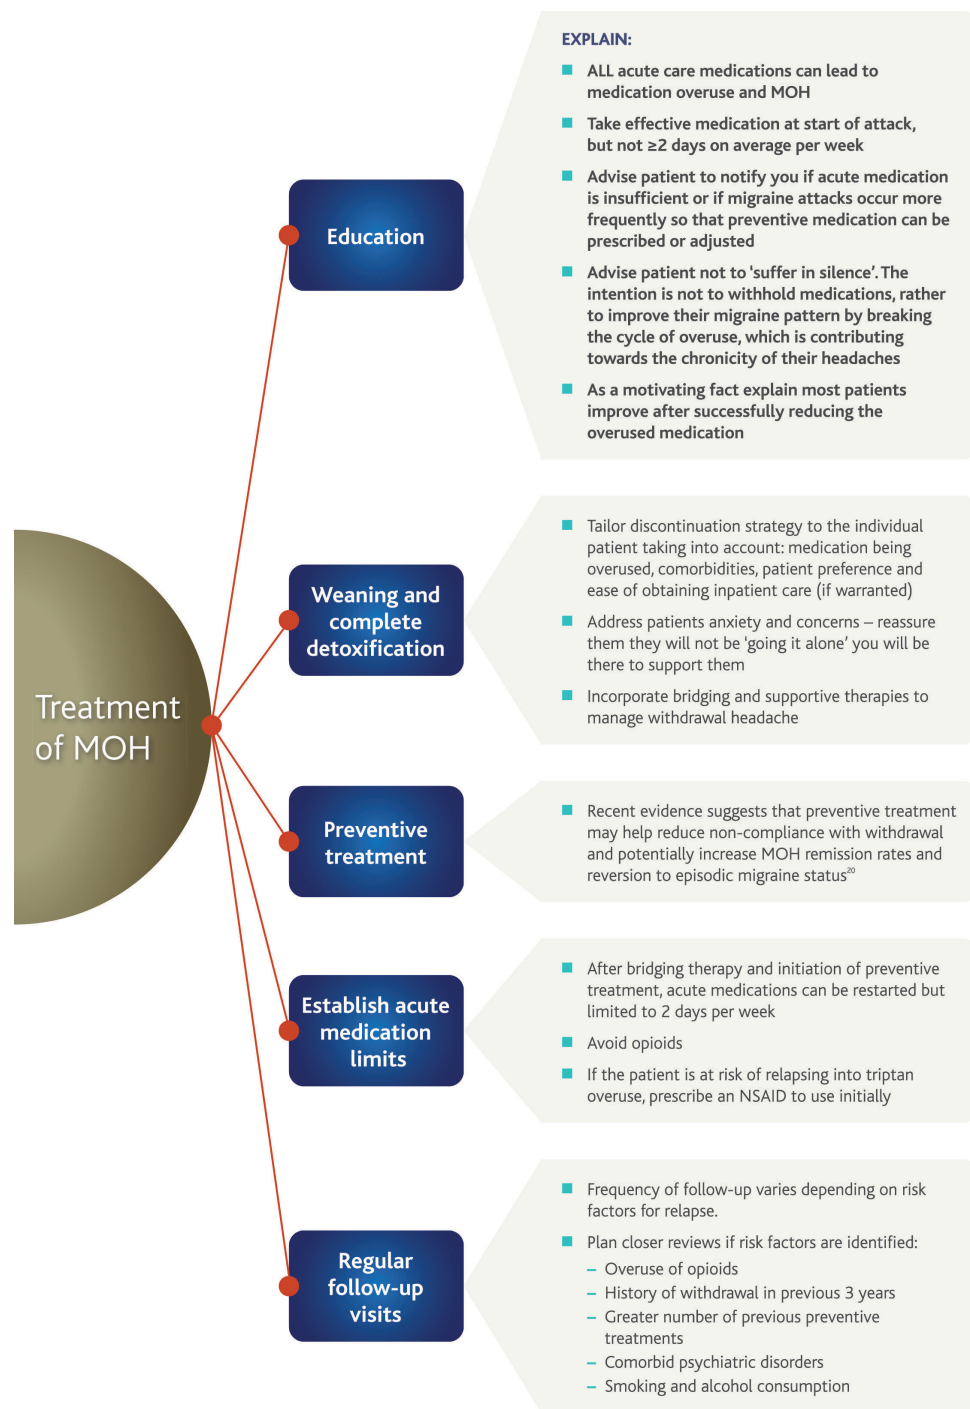 Treatment
of MOH
Education
EXPLAIN:
ALL acute care medications can lead to
medication overuse and MOH
Take effective medication at start of attack,
but not ≥2 days on average per week
Advise patient to notify you if acute medication
is insufficient or if migraine attacks occur more
frequently so that preventive medication can be
prescribed or adjusted
Advise patient not to ‘suffer in silence’. The
intention is not to withhold medications, rather
to improve their migraine pattern by breaking
the cycle of overuse, which is contributing
towards the chronicity of their headaches
As a motivating fact explain most patients
improve after successfully reducing the
overused medication
Weaning and
complete
detoxification
Tailor discontinuation strategy to the individual
patient taking into account: medication being
overused, comorbidities, patient preference and
ease of obtaining inpatient care (if warranted)
Address patients anxiety and concerns – reassure
them they will not be ‘going it alone’ you will be
there to support them
Incorporate bridging and supportive therapies to
manage withdrawal headache
Preventive
treatment
Recent evidence suggests that preventive treatment
may help reduce non-compliance with withdrawal
and potentially increase MOH remission rates and
reversion to episodic migraine status²⁰
Establish acute
medication
limits
After bridging therapy and initiation of preventive
treatment, acute medications can be restarted but
limited to 2 days per week
Avoid opioids
If the patient is at risk of relapsing into triptan
overuse, prescribe an NSAID to use initially
Regular
follow-up
visits
Frequency of follow-up varies depending on risk
factors for relapse.
Plan closer reviews if risk factors are identified:
– Overuse of opioids
– History of withdrawal in previous 3 years
– Greater number of previous preventive
treatments
– Comorbid psychiatric disorders
– Smoking and alcohol consumption